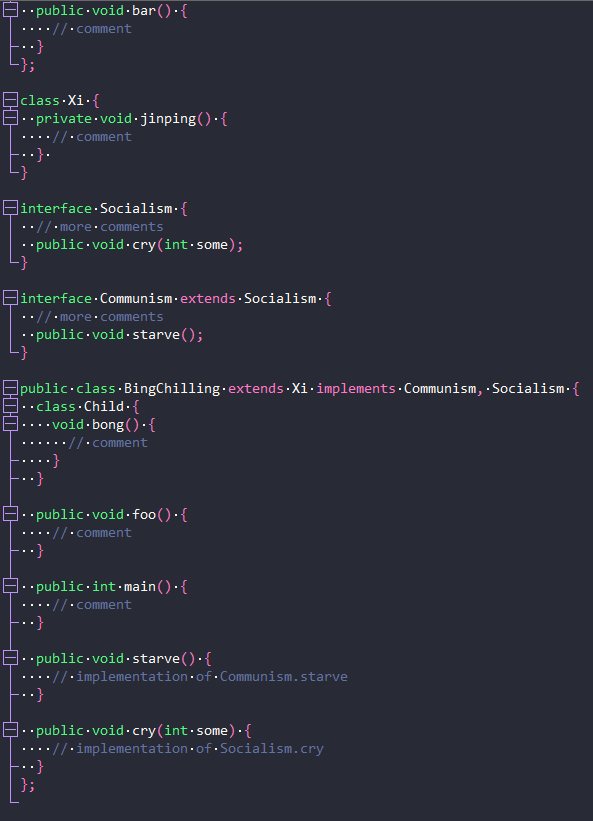 public void bar() {
// comment
}
};
class Xi {
private void jinping() {
// comment
}
}
interface Socialism {
// more comments
public void cry(int some);
}
interface Communism extends Socialism {
// more comments
public void starve();
}
public class BingChilling extends Xi implements Communism, Socialism {
class Child {
void bong() {
// comment
}
}
public void foo() {
// comment
}
public int main() {
// comment
}
public void starve() {
// implementation of Communism.starve
}
public void cry(int some) {
// implementation of Socialism.cry
}
};